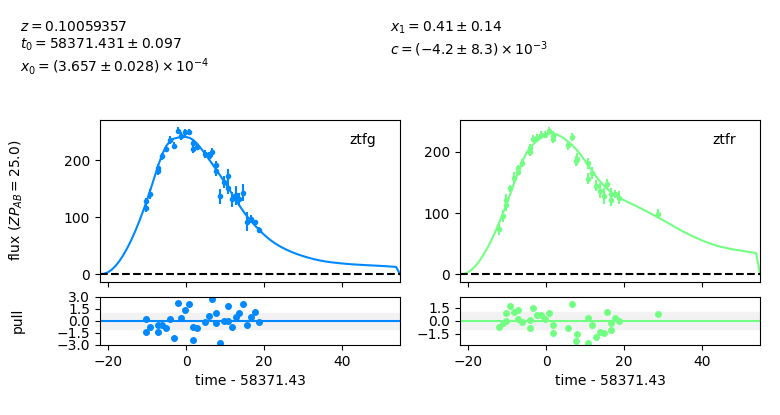 z = 0.10059357
t₀ = 58371.431 ± 0.097
x₀ = (3.657 ± 0.028) × 10⁻⁴
x₁ = 0.41 ± 0.14
c = (−4.2 ± 8.3) × 10⁻³
flux (ZP_AB = 25.0)
ztfg
200
100
0
ztfr
200
100
0
pull
3.0
1.5
0.0
−1.5
−3.0
1.5
0.0
−1.5
−20 0 20 40
−20 0 20 40
time - 58371.43
time - 58371.43